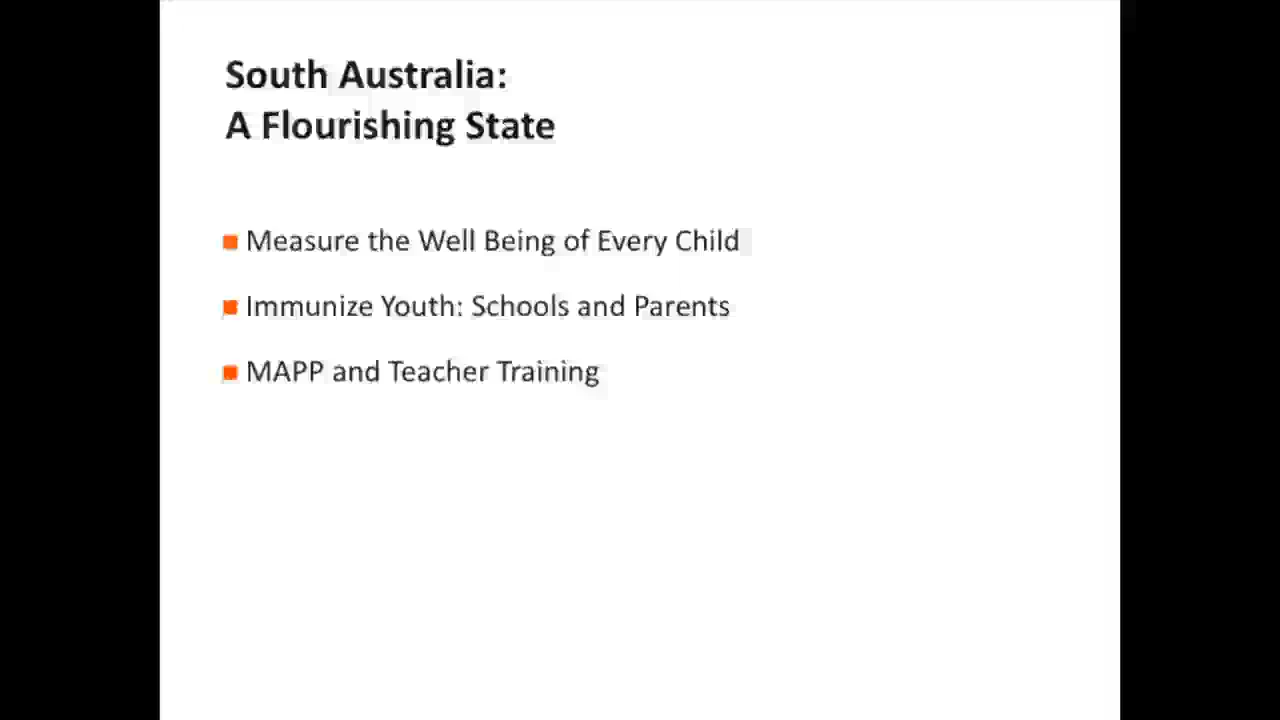 South Australia:
A Flourishing State
Measure the Well Being of Every Child
Immunize Youth: Schools and Parents
MAPP and Teacher Training